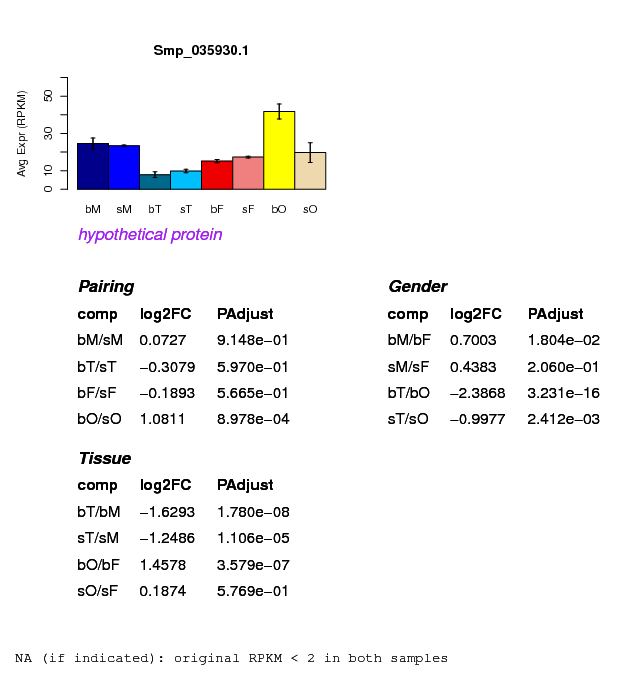 Smp_035930.1
Avg Expr (RPKM)
50
30
10
0
bM sM bT sT bF sF bO sO
hypothetical protein
Pairing
comp log2FC PAdjust
bM/sM 0.0727 9.148e−01
bT/sT −0.3079 5.970e−01
bF/sF −0.1893 5.665e−01
bO/sO 1.0811 8.978e−04
Gender
comp log2FC PAdjust
bM/bF 0.7003 1.804e−02
sM/sF 0.4383 2.060e−01
bT/bO −2.3868 3.231e−16
sT/sO −0.9977 2.412e−03
Tissue
comp log2FC PAdjust
bT/bM −1.6293 1.780e−08
sT/sM −1.2486 1.106e−05
bO/bF 1.4578 3.579e−07
sO/sF 0.1874 5.769e−01
NA (if indicated): original RPKM < 2 in both samples